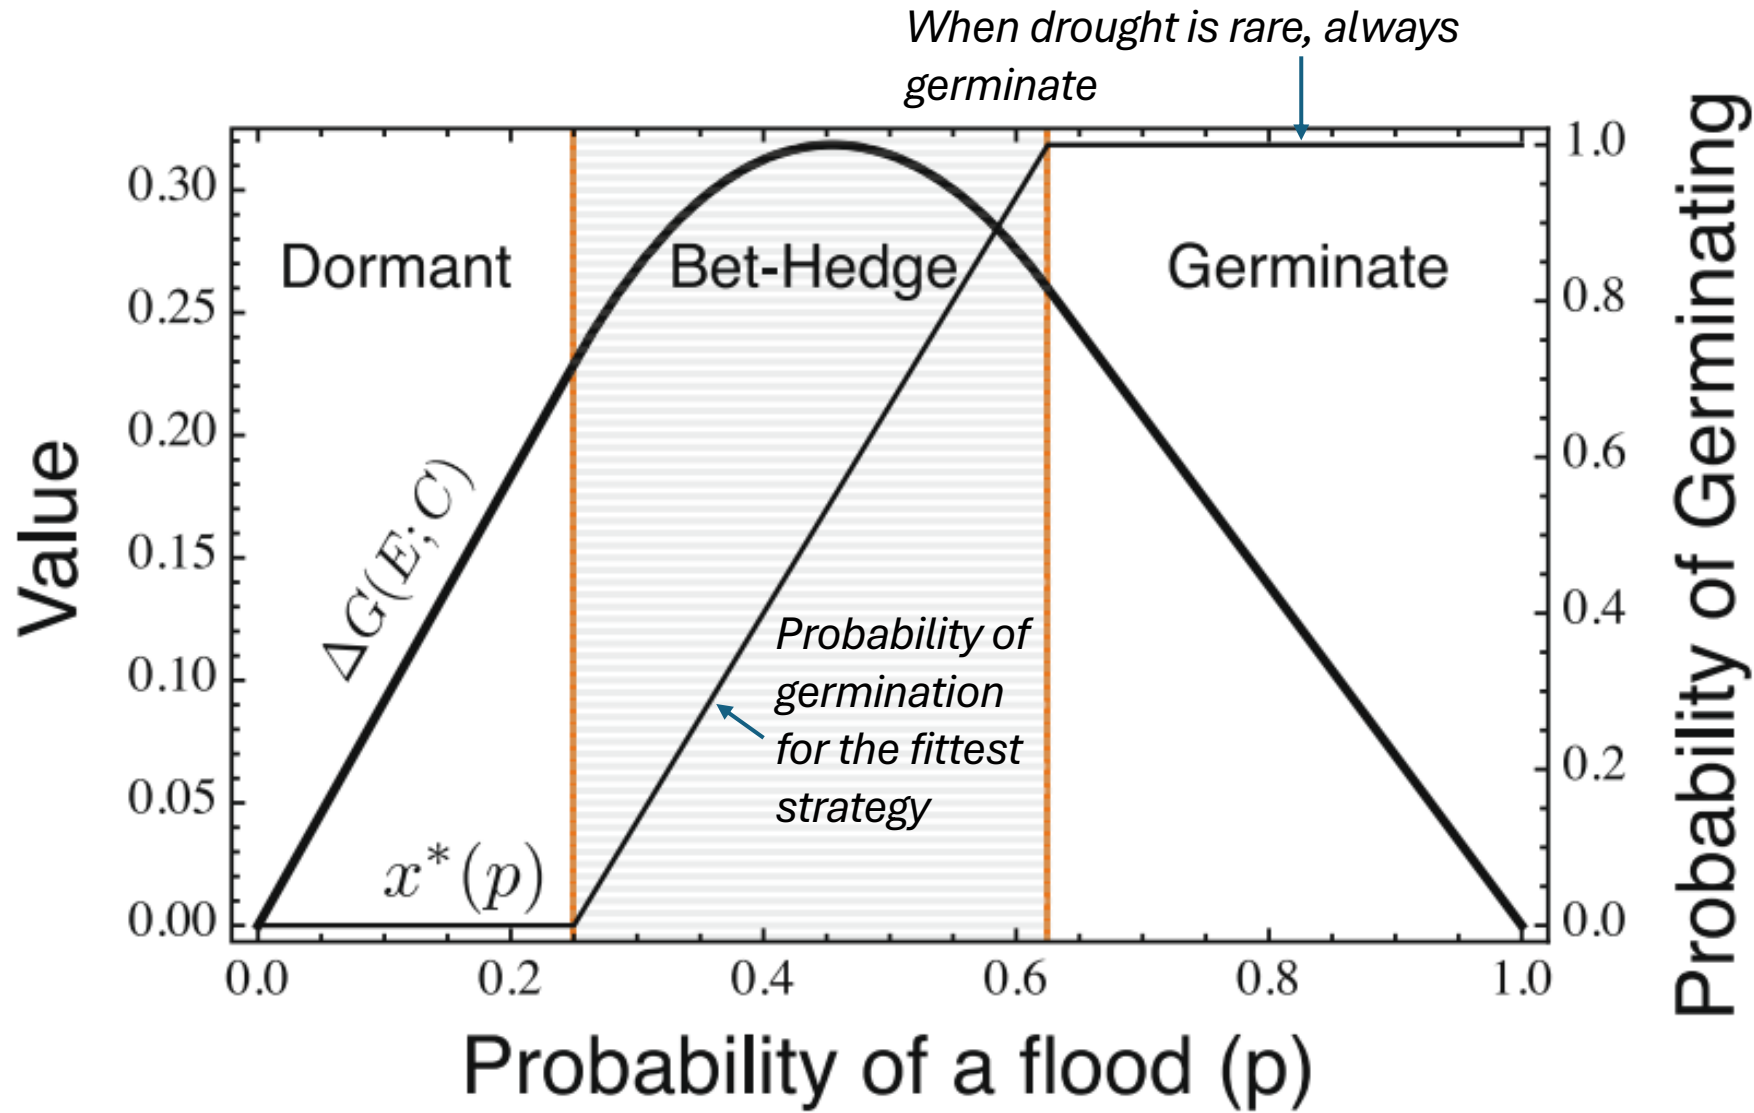 When drought is rare, always
germinate
Dormant
Bet-Hedge
Germinate
ΔG(E; C)
x*(p)
Probability of
germination
for the fittest
strategy
Value
0.30
0.25
0.20
0.15
0.10
0.05
0.00
Probability of Germinating
1.0
0.8
0.6
0.4
0.2
0.0
0.0 0.2 0.4 0.6 0.8 1.0
Probability of a flood (p)